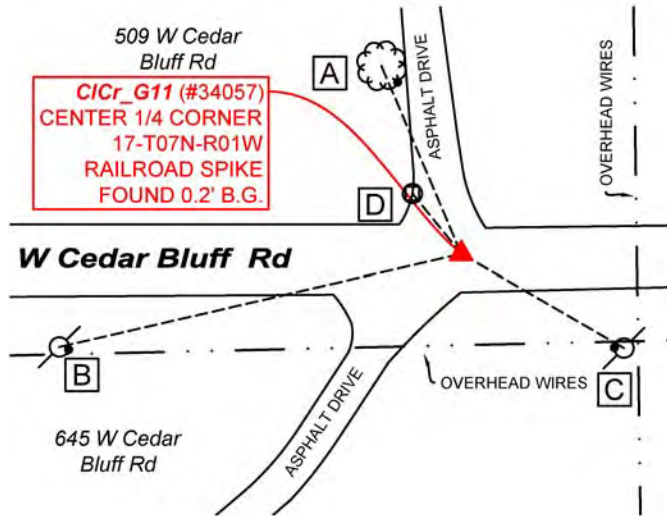 509 W Cedar
Bluff Rd
A
CICr_G11 (#34057)
CENTER 1/4 CORNER
17-T07N-R01W
RAILROAD SPIKE
FOUND 0.2' B.G.
ASPHALT DRIVE
OVERHEAD WIRES
D
W Cedar Bluff Rd
B
OVERHEAD WIRES
C
ASPHALT DRIVE
645 W Cedar
Bluff Rd